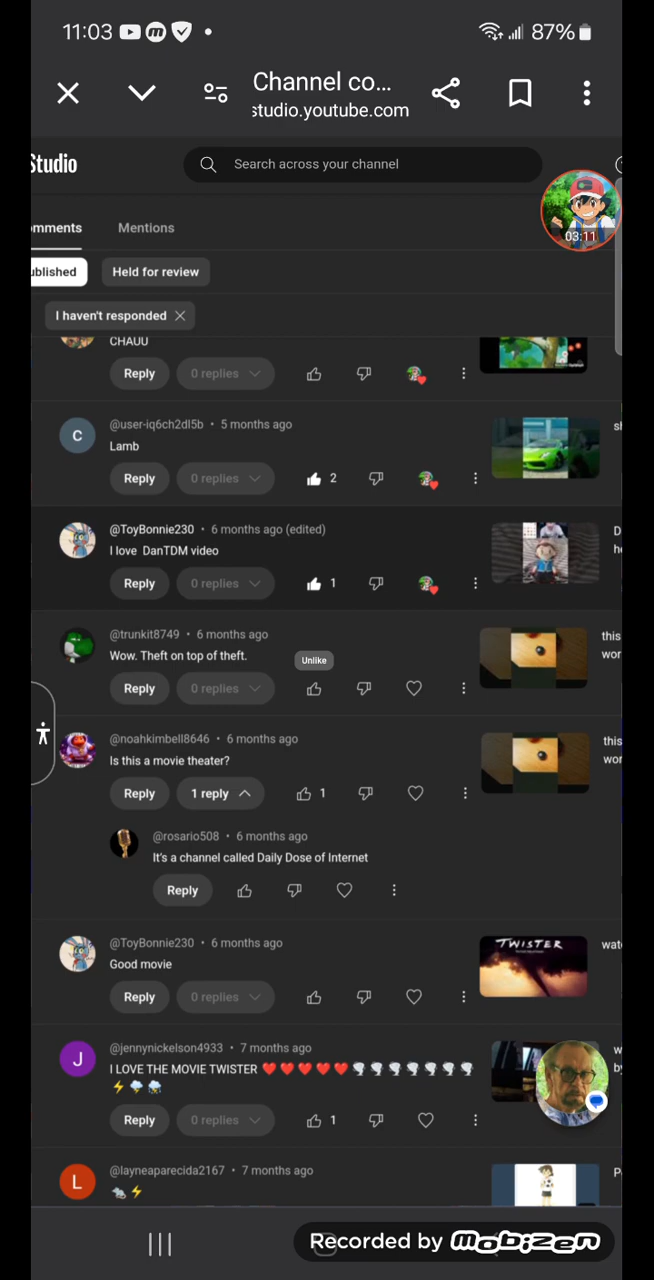 11:03
87%
Channel co...
studio.youtube.com
Studio
Search across your channel
omments
Mentions
03:11
ublished
Held for review
I haven't responded
CHAUU
Reply
0 replies
@user-iq6ch2dl5b • 5 months ago
C
Lamb
Reply
0 replies
2
@ToyBonnie230 • 6 months ago (edited)
I love DanTDM video
Reply
0 replies
1
@trunkit8749 • 6 months ago
this
Wow. Theft on top of theft.
Unlike
wor
Reply
0 replies
@noahkimbell8646 • 6 months ago
this
Is this a movie theater?
wor
Reply
1 reply
1
@rosario508 • 6 months ago
It's a channel called Daily Dose of Internet
Reply
@ToyBonnie230 • 6 months ago
TWISTER
Good movie
Reply
0 replies
@jennynickelson4933 • 7 months ago
J
I LOVE THE MOVIE TWISTER ❤️❤️❤️❤️❤️🌪️🌪️🌪️🌪️🌪️🌪️🌪️
⚡🌩️⛈️
Reply
0 replies
1
@layneaparecida2167 • 7 months ago
L
🐀⚡
Recorded by mobizen